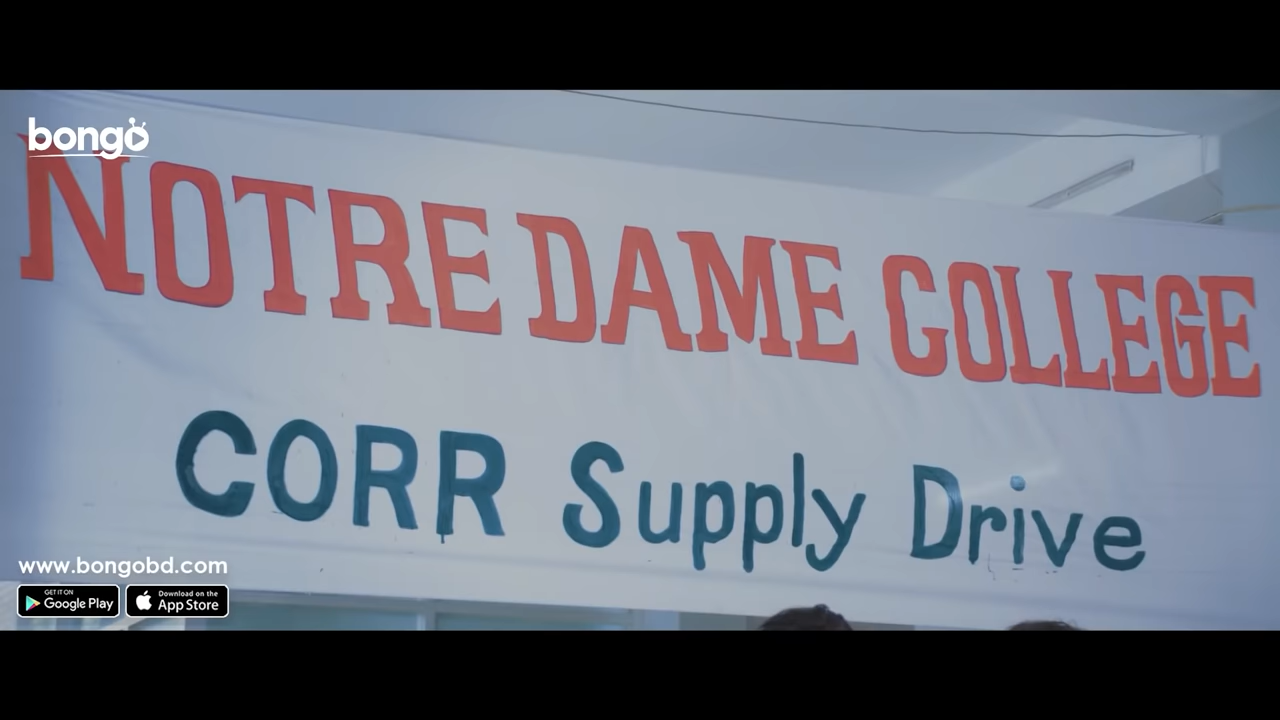 bongo
NOTRE DAME COLLEGE
CORR Supply Drive
www.bongobd.com
GET IT ON
Google Play
Download on the
App Store